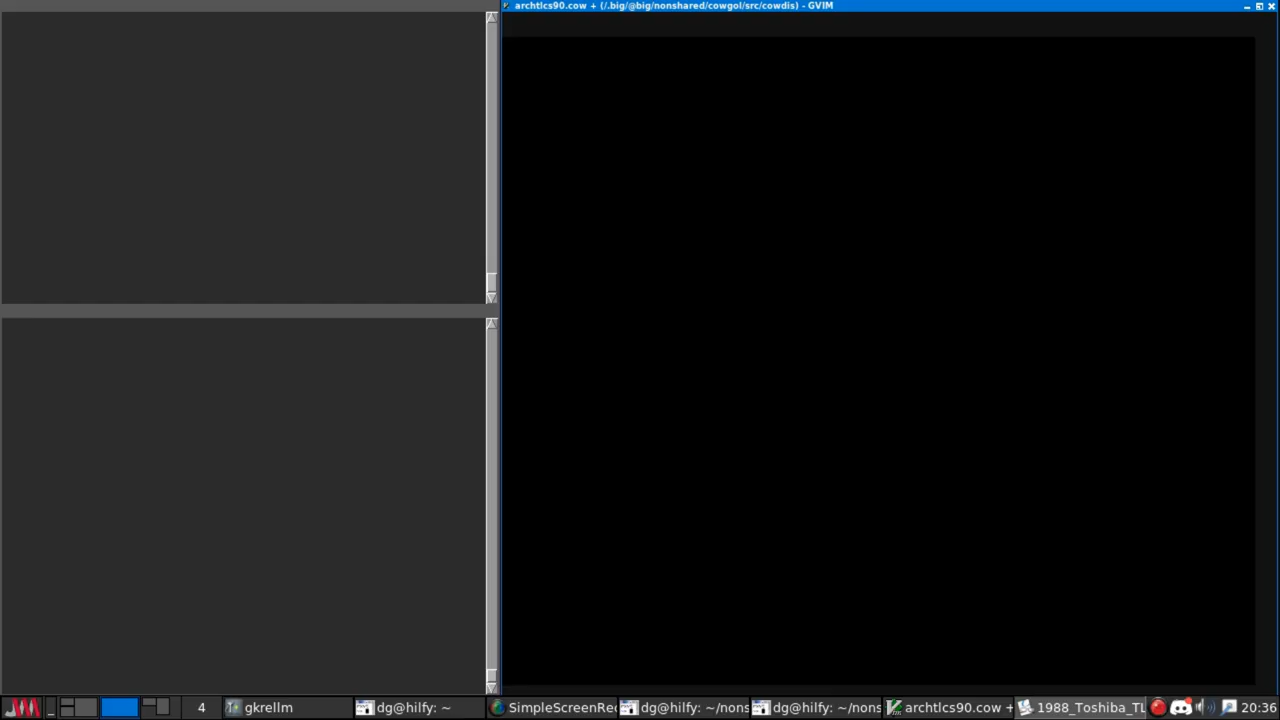 archtlcs90.cow + (/.big/@big/nonshared/cowgol/src/cowdis) - GVIM
4
gkrellm
dg@hilfy: ~
SimpleScreenRec
dg@hilfy: ~/nons
dg@hilfy: ~/nons
archtlcs90.cow +
1988_Toshiba_TL
20:36